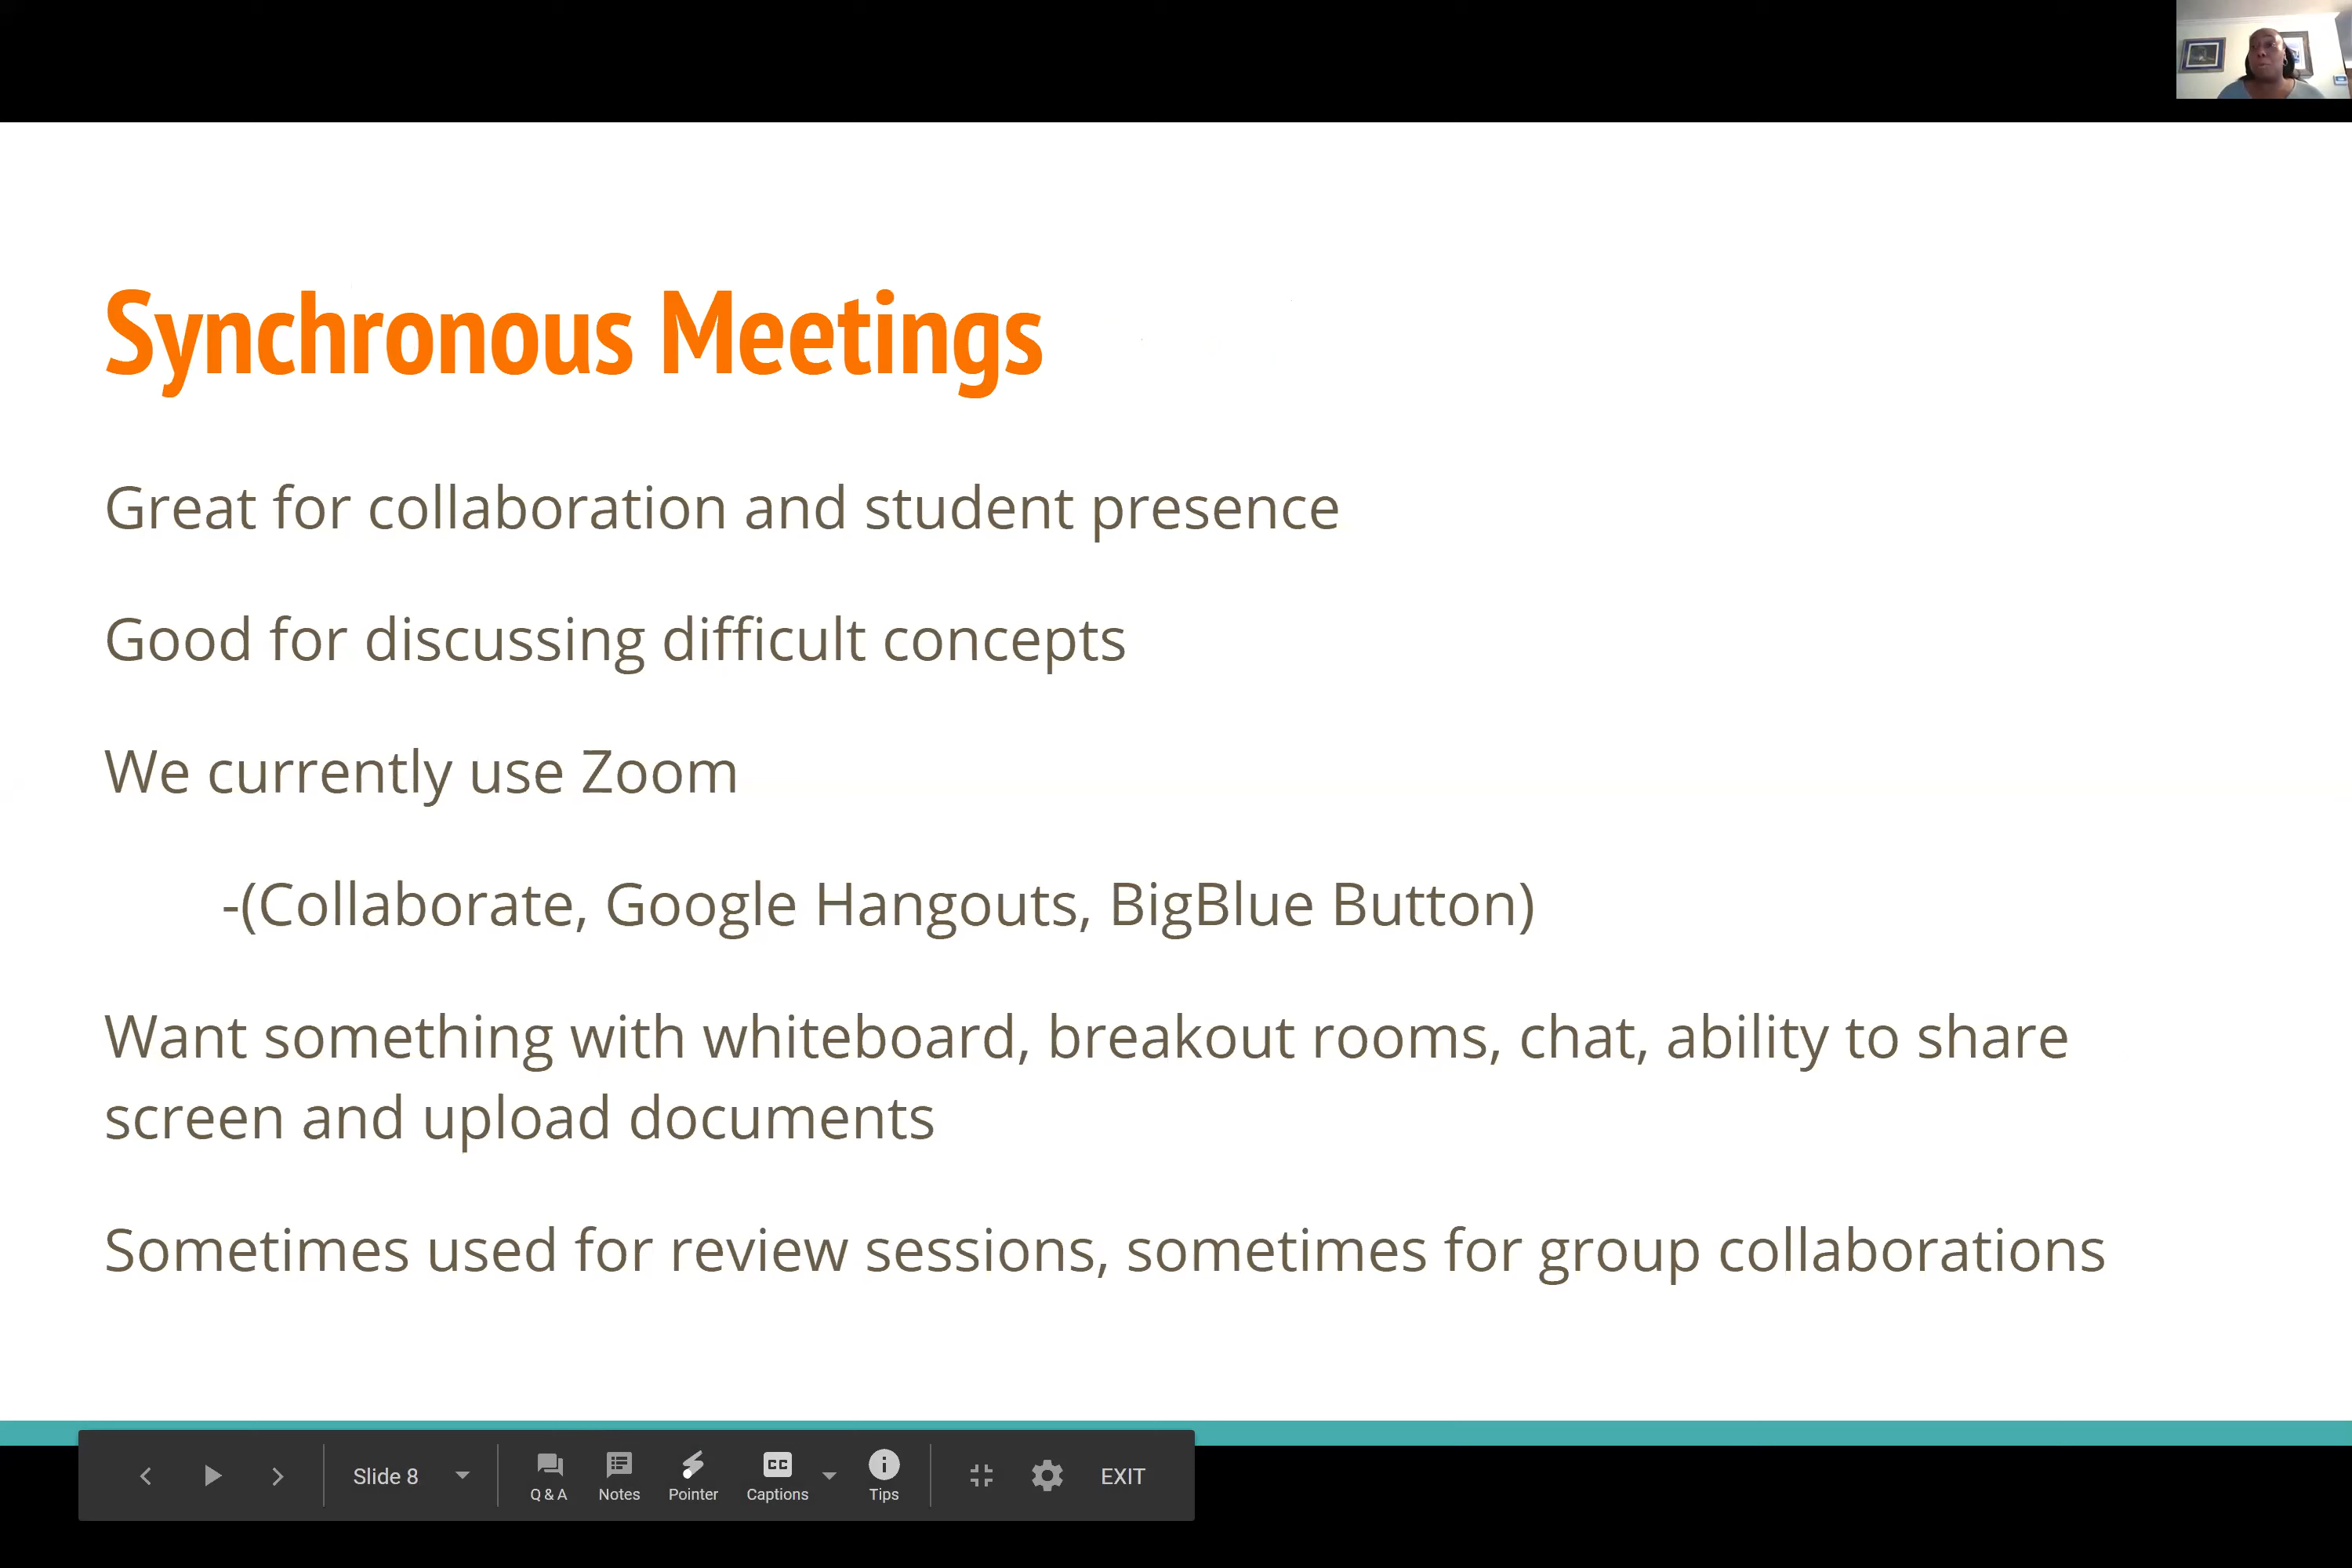 Synchronous Meetings
Great for collaboration and student presence
Good for discussing difficult concepts
We currently use Zoom
-(Collaborate, Google Hangouts, BigBlue Button)
Want something with whiteboard, breakout rooms, chat, ability to share
screen and upload documents
Sometimes used for review sessions, sometimes for group collaborations
Slide 8
Q & A
Notes
Pointer
CC
Captions
Tips
EXIT